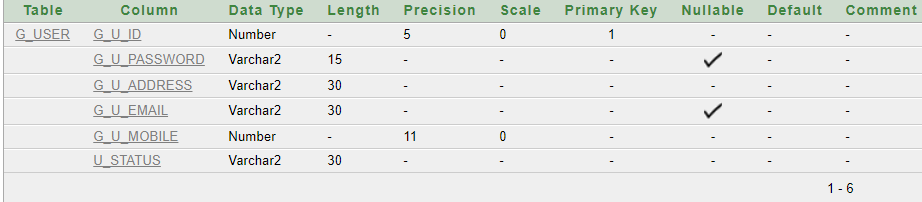 Table Column Data Type Length Precision Scale Primary Key Nullable Default Comment
G_USER G_U_ID Number - 5 0 1 - - -
G_U_PASSWORD Varchar2 15 - - - ✓ - -
G_U_ADDRESS Varchar2 30 - - - - - -
G_U_EMAIL Varchar2 30 - - - ✓ - -
G_U_MOBILE Number - 11 0 - - - -
U_STATUS Varchar2 30 - - - - - -
1 - 6